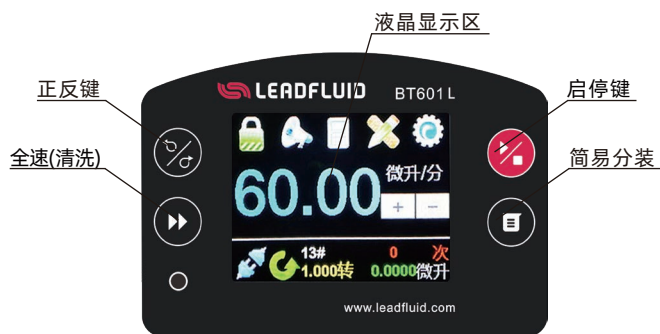 液晶显示区
正反键
LEADFLUID
BT601L
启停键
全速(清洗)
简易分装
60.00
微升/分
+ -
13#
0 次
1.000转
0.0000微升
www.leadfluid.com